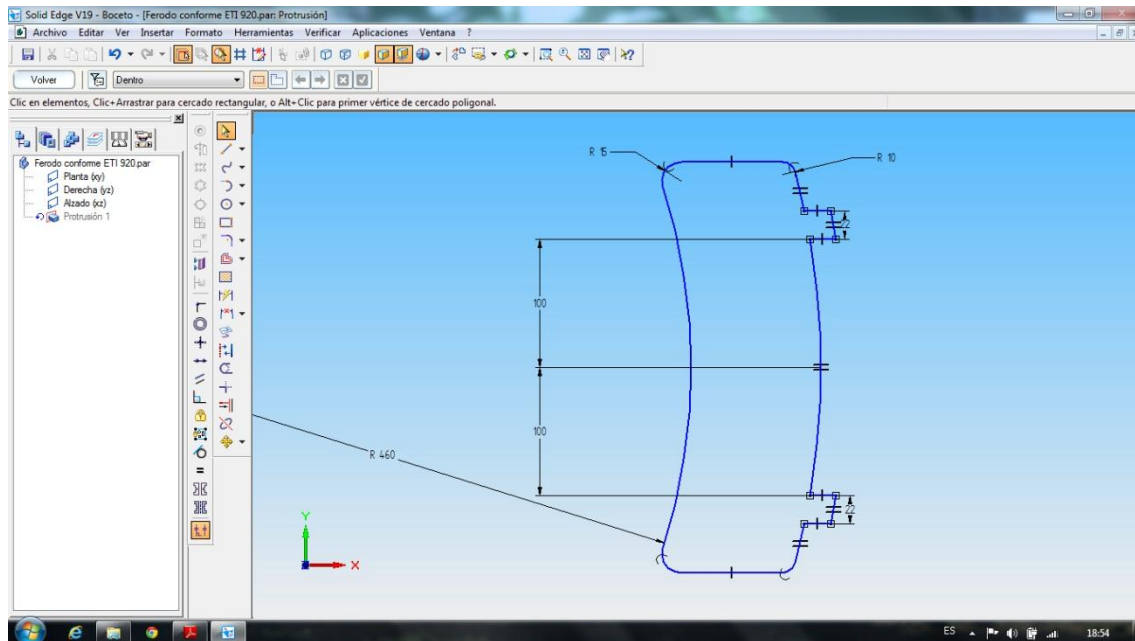 Solid Edge V19 - Boceto - [Ferodo conforme ETI 920.par: Protrusión]
Archivo Editar Ver Insertar Formato Herramientas Verificar Aplicaciones Ventana ?
Volver
Dentro
Clic en elementos, Clic+Arrastrar para cercado rectangular, o Alt+Clic para primer vértice de cercado poligonal.
Ferodo conforme ETI 920.par
Planta (xy)
Derecha (yz)
Alzado (xz)
Protrusión 1
R 15
R 10
22
100
100
R 460
22
Y
X
ES
18:54